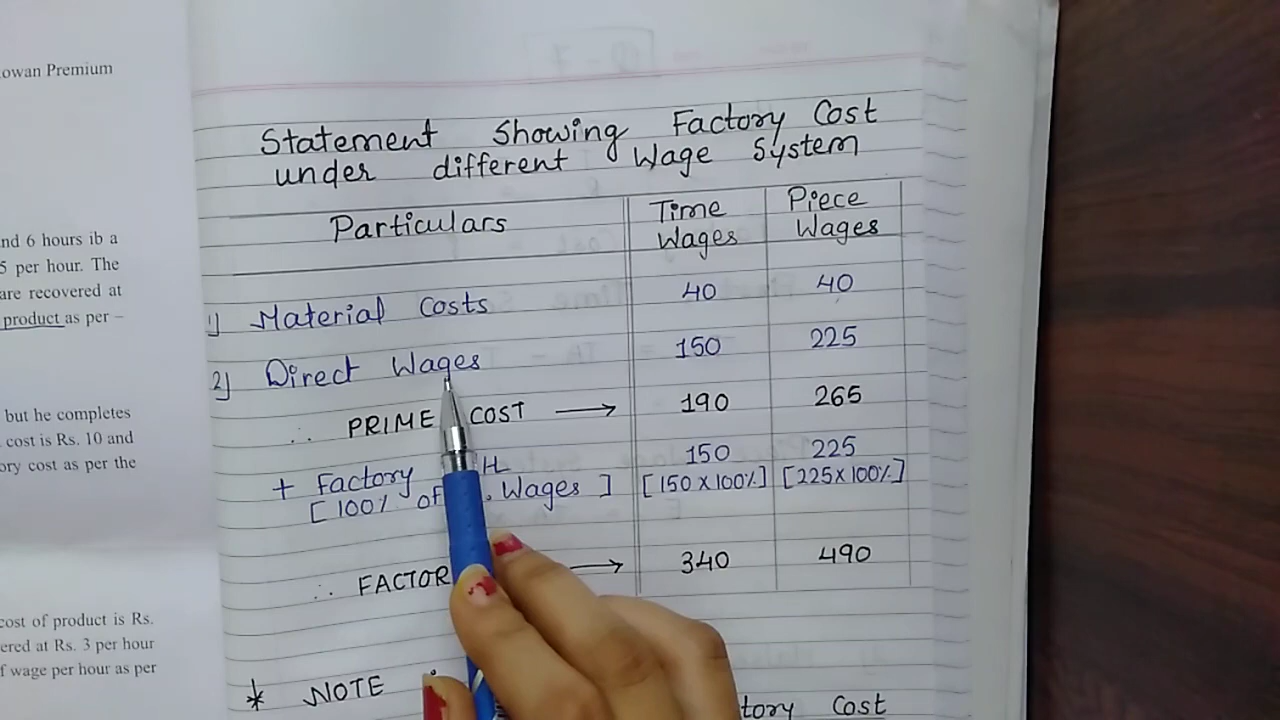 owan Premium
nd 6 hours ib a
5 per hour. The
are recovered at
product as per –
but he completes
cost is Rs. 10 and
ory cost as per the
cost of product is Rs.
ered at Rs. 3 per hour
f wage per hour as per
Statement Showing Factory Cost
under different Wage System
Particulars Time Wages Piece Wages
1) Material Costs 40 40
2) Direct Wages 150 225
∴ PRIME COST → 190 265
+ Factory H 150 225
[ 100% of . Wages ] [150 X 100%] [225X100%]
∴ FACTOR → 340 490
* NOTE
tory Cost